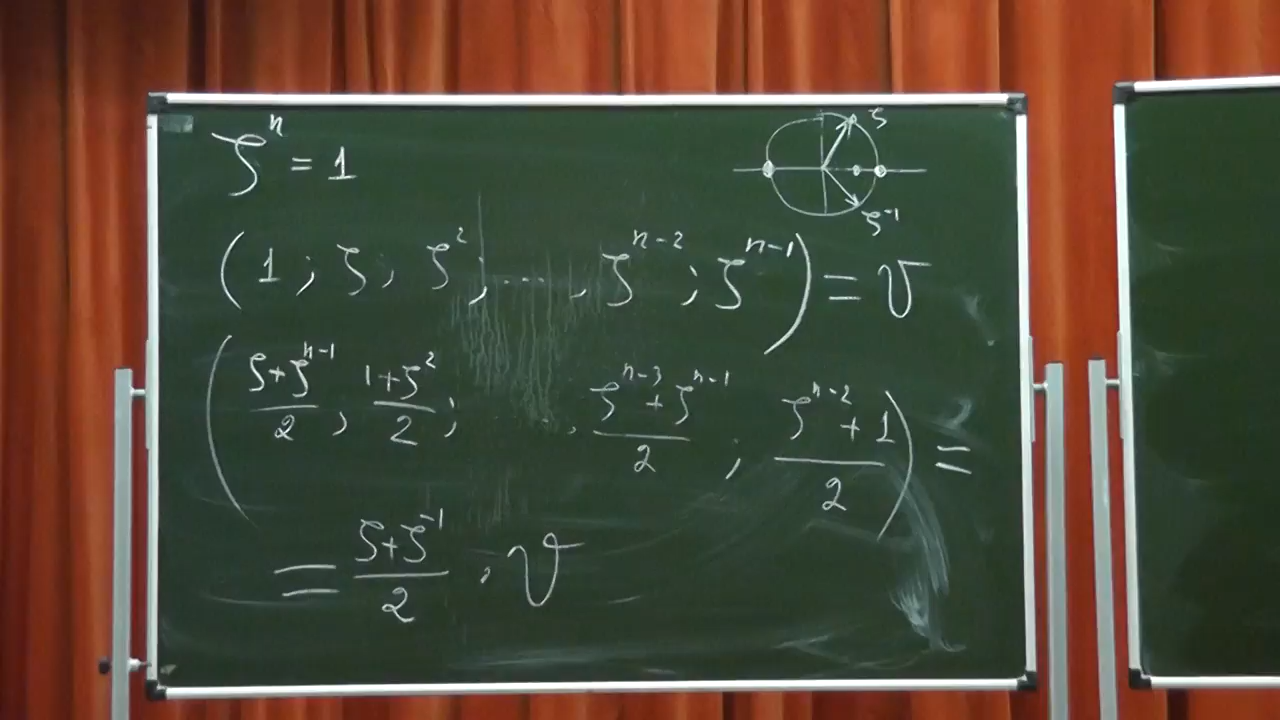 ζⁿ = 1
ζ
ζ⁻¹
(1; ζ; ζ²; ..., ζⁿ⁻²; ζⁿ⁻¹) = v
((ζ+ζⁿ⁻¹)/2; (1+ζ²)/2; ..., (ζⁿ⁻³+ζⁿ⁻¹)/2; (ζⁿ⁻²+1)/2) =
= (ζ+ζ⁻¹)/2 · v